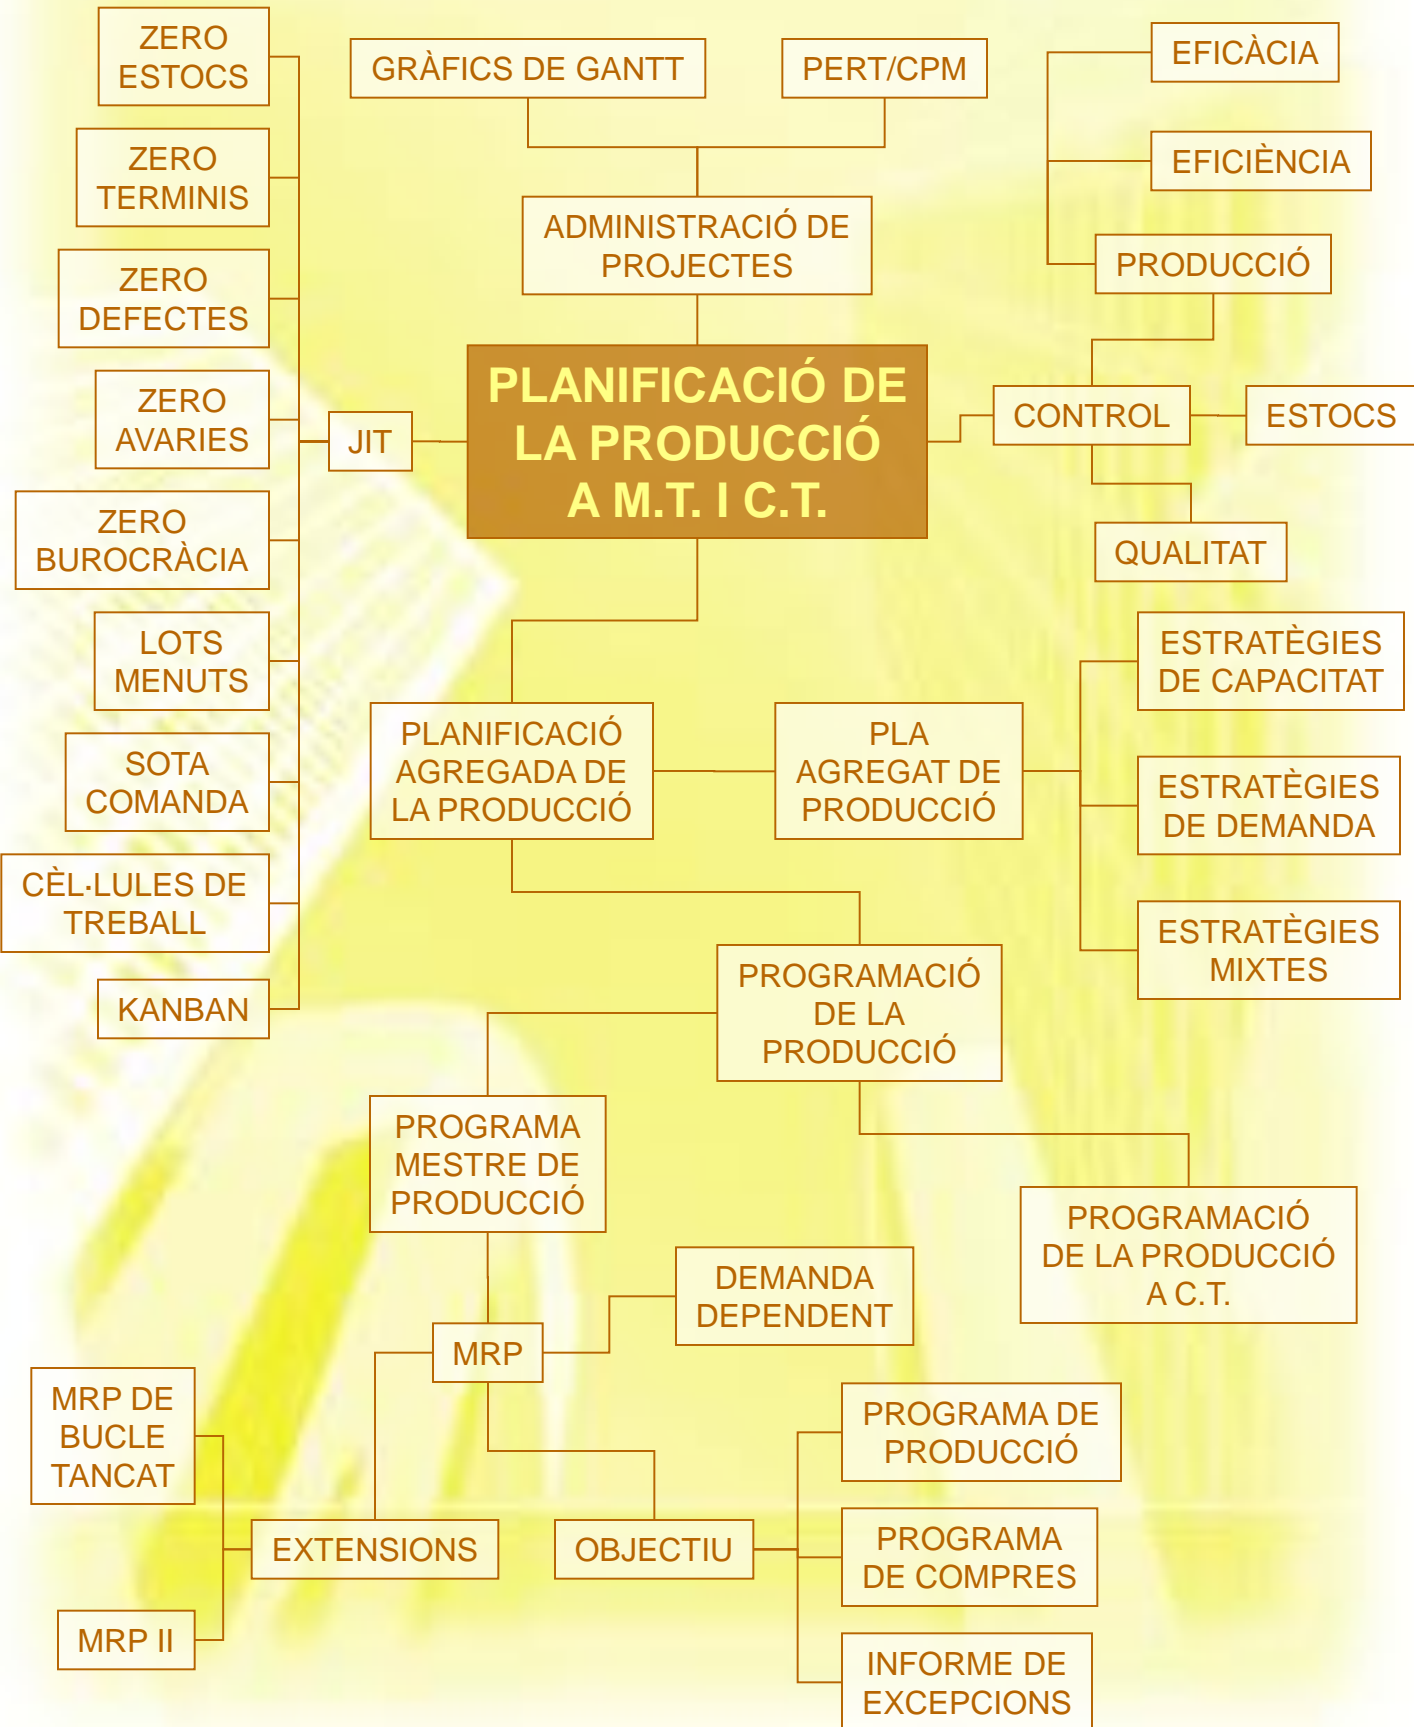 ZERO
ESTOCS
GRÀFICS DE GANTT
PERT/CPM
EFICÀCIA
ZERO
TERMINIS
EFICIÈNCIA
ADMINISTRACIÓ DE
PROJECTES
PRODUCCIÓ
ZERO
DEFECTES
PLANIFICACIÓ DE
LA PRODUCCIÓ
A M.T. I C.T.
ZERO
AVARIES
JIT
CONTROL
ESTOCS
ZERO
BUROCRÀCIA
QUALITAT
LOTS
MENUTS
ESTRATÈGIES
DE CAPACITAT
PLANIFICACIÓ
AGREGADA DE
LA PRODUCCIÓ
PLA
AGREGAT DE
PRODUCCIÓ
SOTA
COMANDA
ESTRATÈGIES
DE DEMANDA
CÈL·LULES DE
TREBALL
ESTRATÈGIES
MIXTES
KANBAN
PROGRAMACIÓ
DE LA
PRODUCCIÓ
PROGRAMA
MESTRE DE
PRODUCCIÓ
PROGRAMACIÓ
DE LA PRODUCCIÓ
A C.T.
DEMANDA
DEPENDENT
MRP
MRP DE
BUCLE
TANCAT
PROGRAMA DE
PRODUCCIÓ
EXTENSIONS
OBJECTIU
PROGRAMA
DE COMPRES
MRP II
INFORME DE
EXCEPCIONS